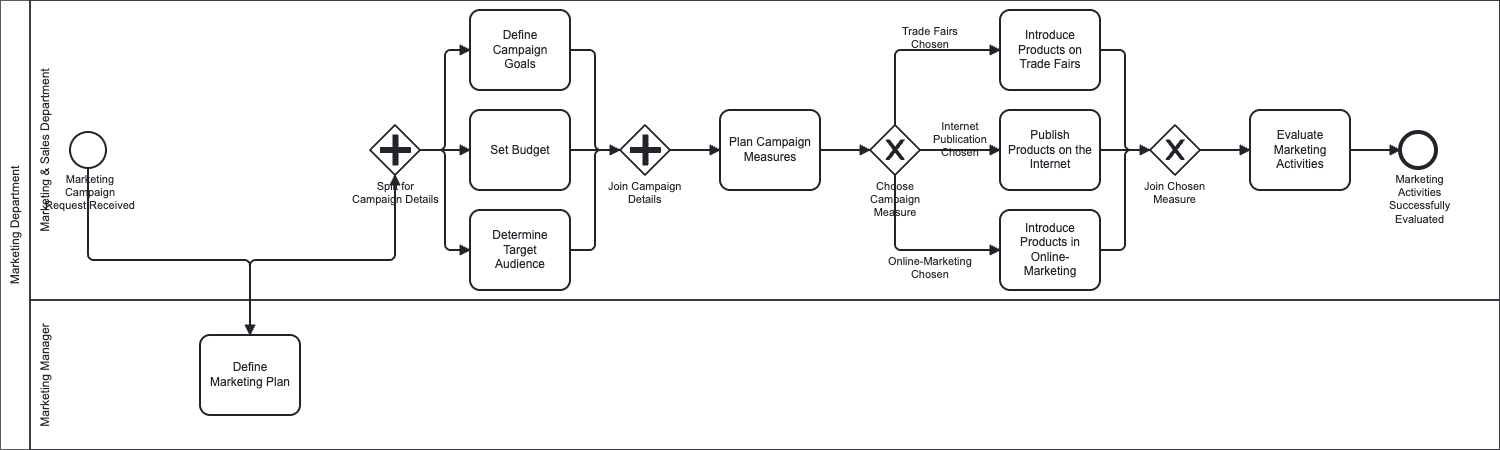 Marketing Department
Marketing & Sales Department
Marketing
Campaign
Request Received
Split for
Campaign Details
Define
Campaign
Goals
Set Budget
Determine
Target
Audience
Join Campaign
Details
Plan Campaign
Measures
Choose
Campaign
Measure
Trade Fairs
Chosen
Internet
Publication
Chosen
Online-Marketing
Chosen
Introduce
Products on
Trade Fairs
Publish
Products on the
Internet
Introduce
Products in
Online-
Marketing
Join Chosen
Measure
Evaluate
Marketing
Activities
Marketing
Activities
Successfully
Evaluated
Marketing Manager
Define
Marketing Plan